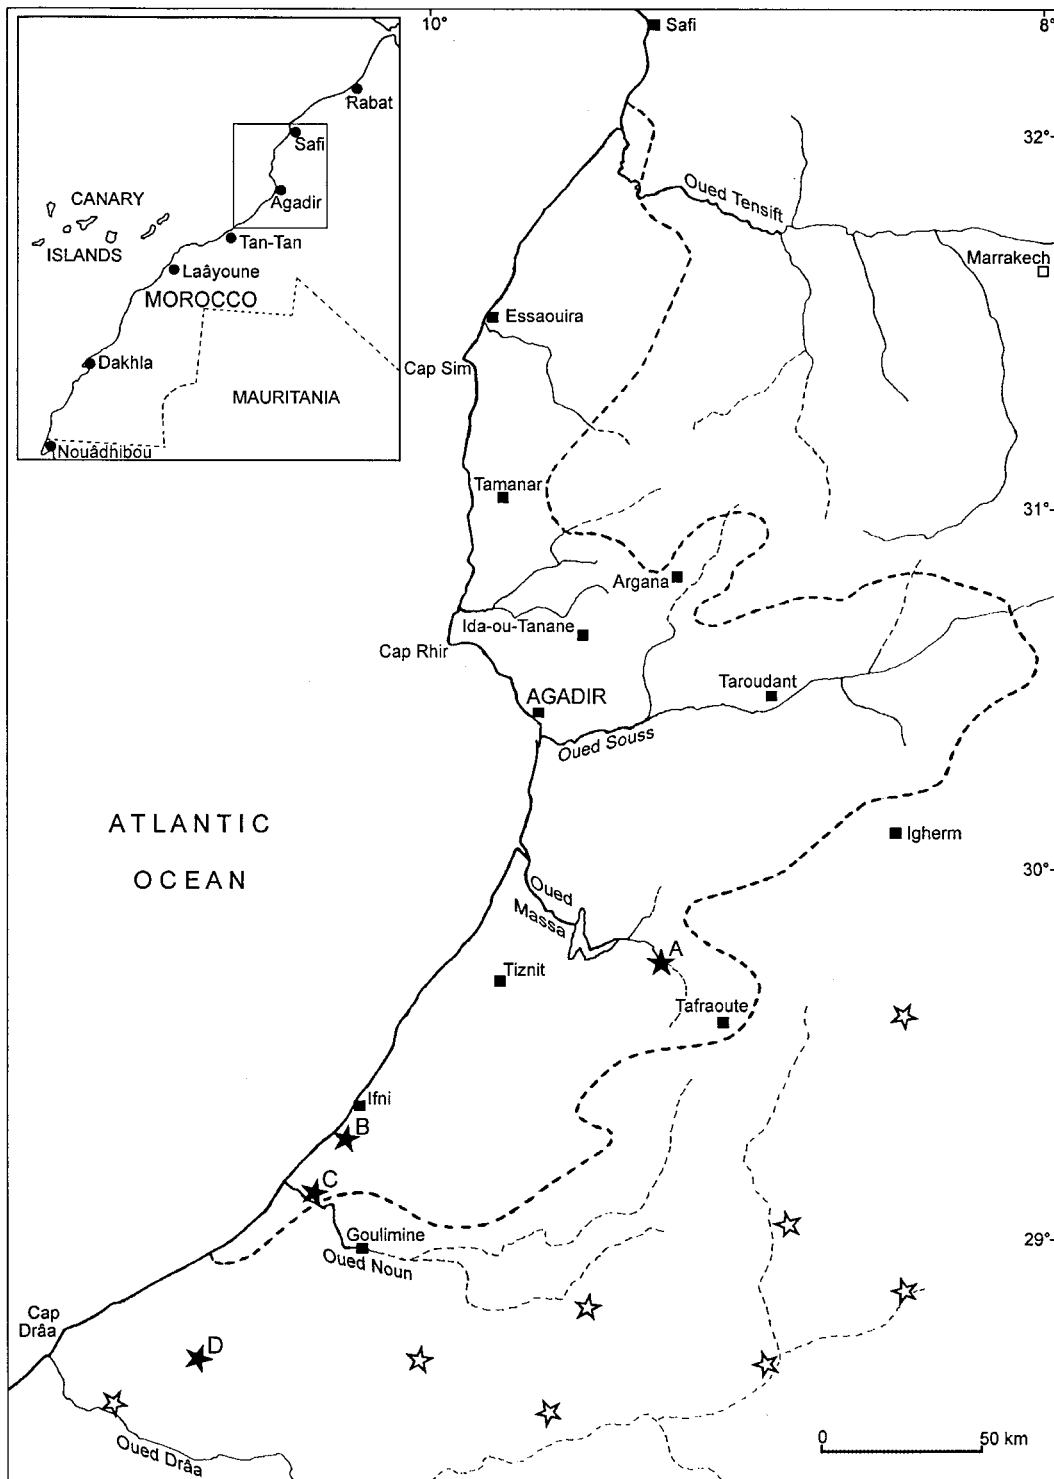 10°
Safi
8°
Rabat
Safi
32°
CANARY
Agadir
Oued Tensift
ISLANDS
Tan-Tan
Marrakech
Laâyoune
MOROCCO
Essaouira
Dakhla
Cap Sim
MAURITANIA
Nouâdhibou
Tamanar
31°
Argana
Ida-ou-Tanane
Cap Rhir
Taroudant
AGADIR
Oued Souss
ATLANTIC
Igherm
OCEAN
30°
Oued
Massa
A
Tiznit
Tafraoute
Ifni
B
C
Goulimine
29°
Oued Noun
Cap
Drâa
D
Oued Drâa
0 50 km